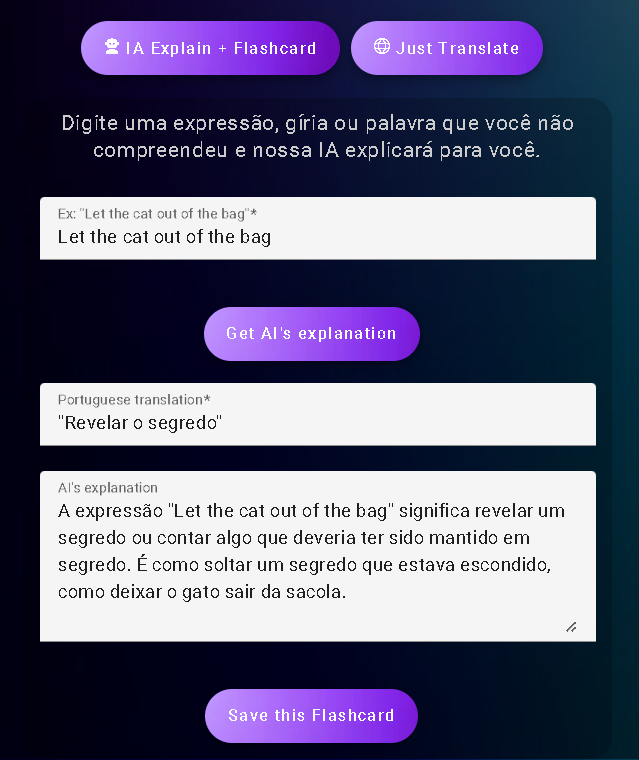 IA Explain + Flashcard
Just Translate
Digite uma expressão, gíria ou palavra que você não
compreendeu e nossa IA explicará para você.
Ex: "Let the cat out of the bag"*
Let the cat out of the bag
Get AI's explanation
Portuguese translation*
"Revelar o segredo"
AI's explanation
A expressão "Let the cat out of the bag" significa revelar um
segredo ou contar algo que deveria ter sido mantido em
segredo. É como soltar um segredo que estava escondido,
como deixar o gato sair da sacola.
Save this Flashcard